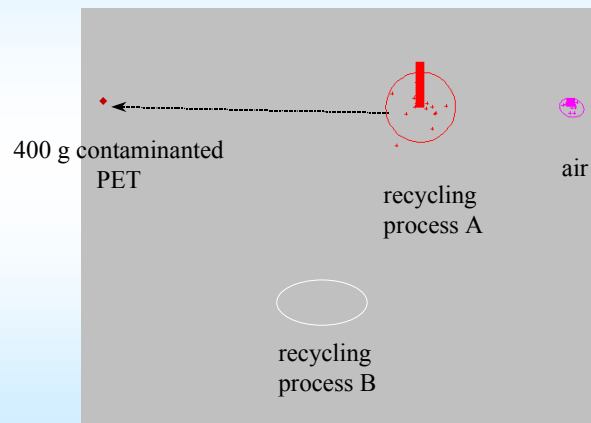 400 g contaminanted
PET
recycling
process A
air
recycling
process B